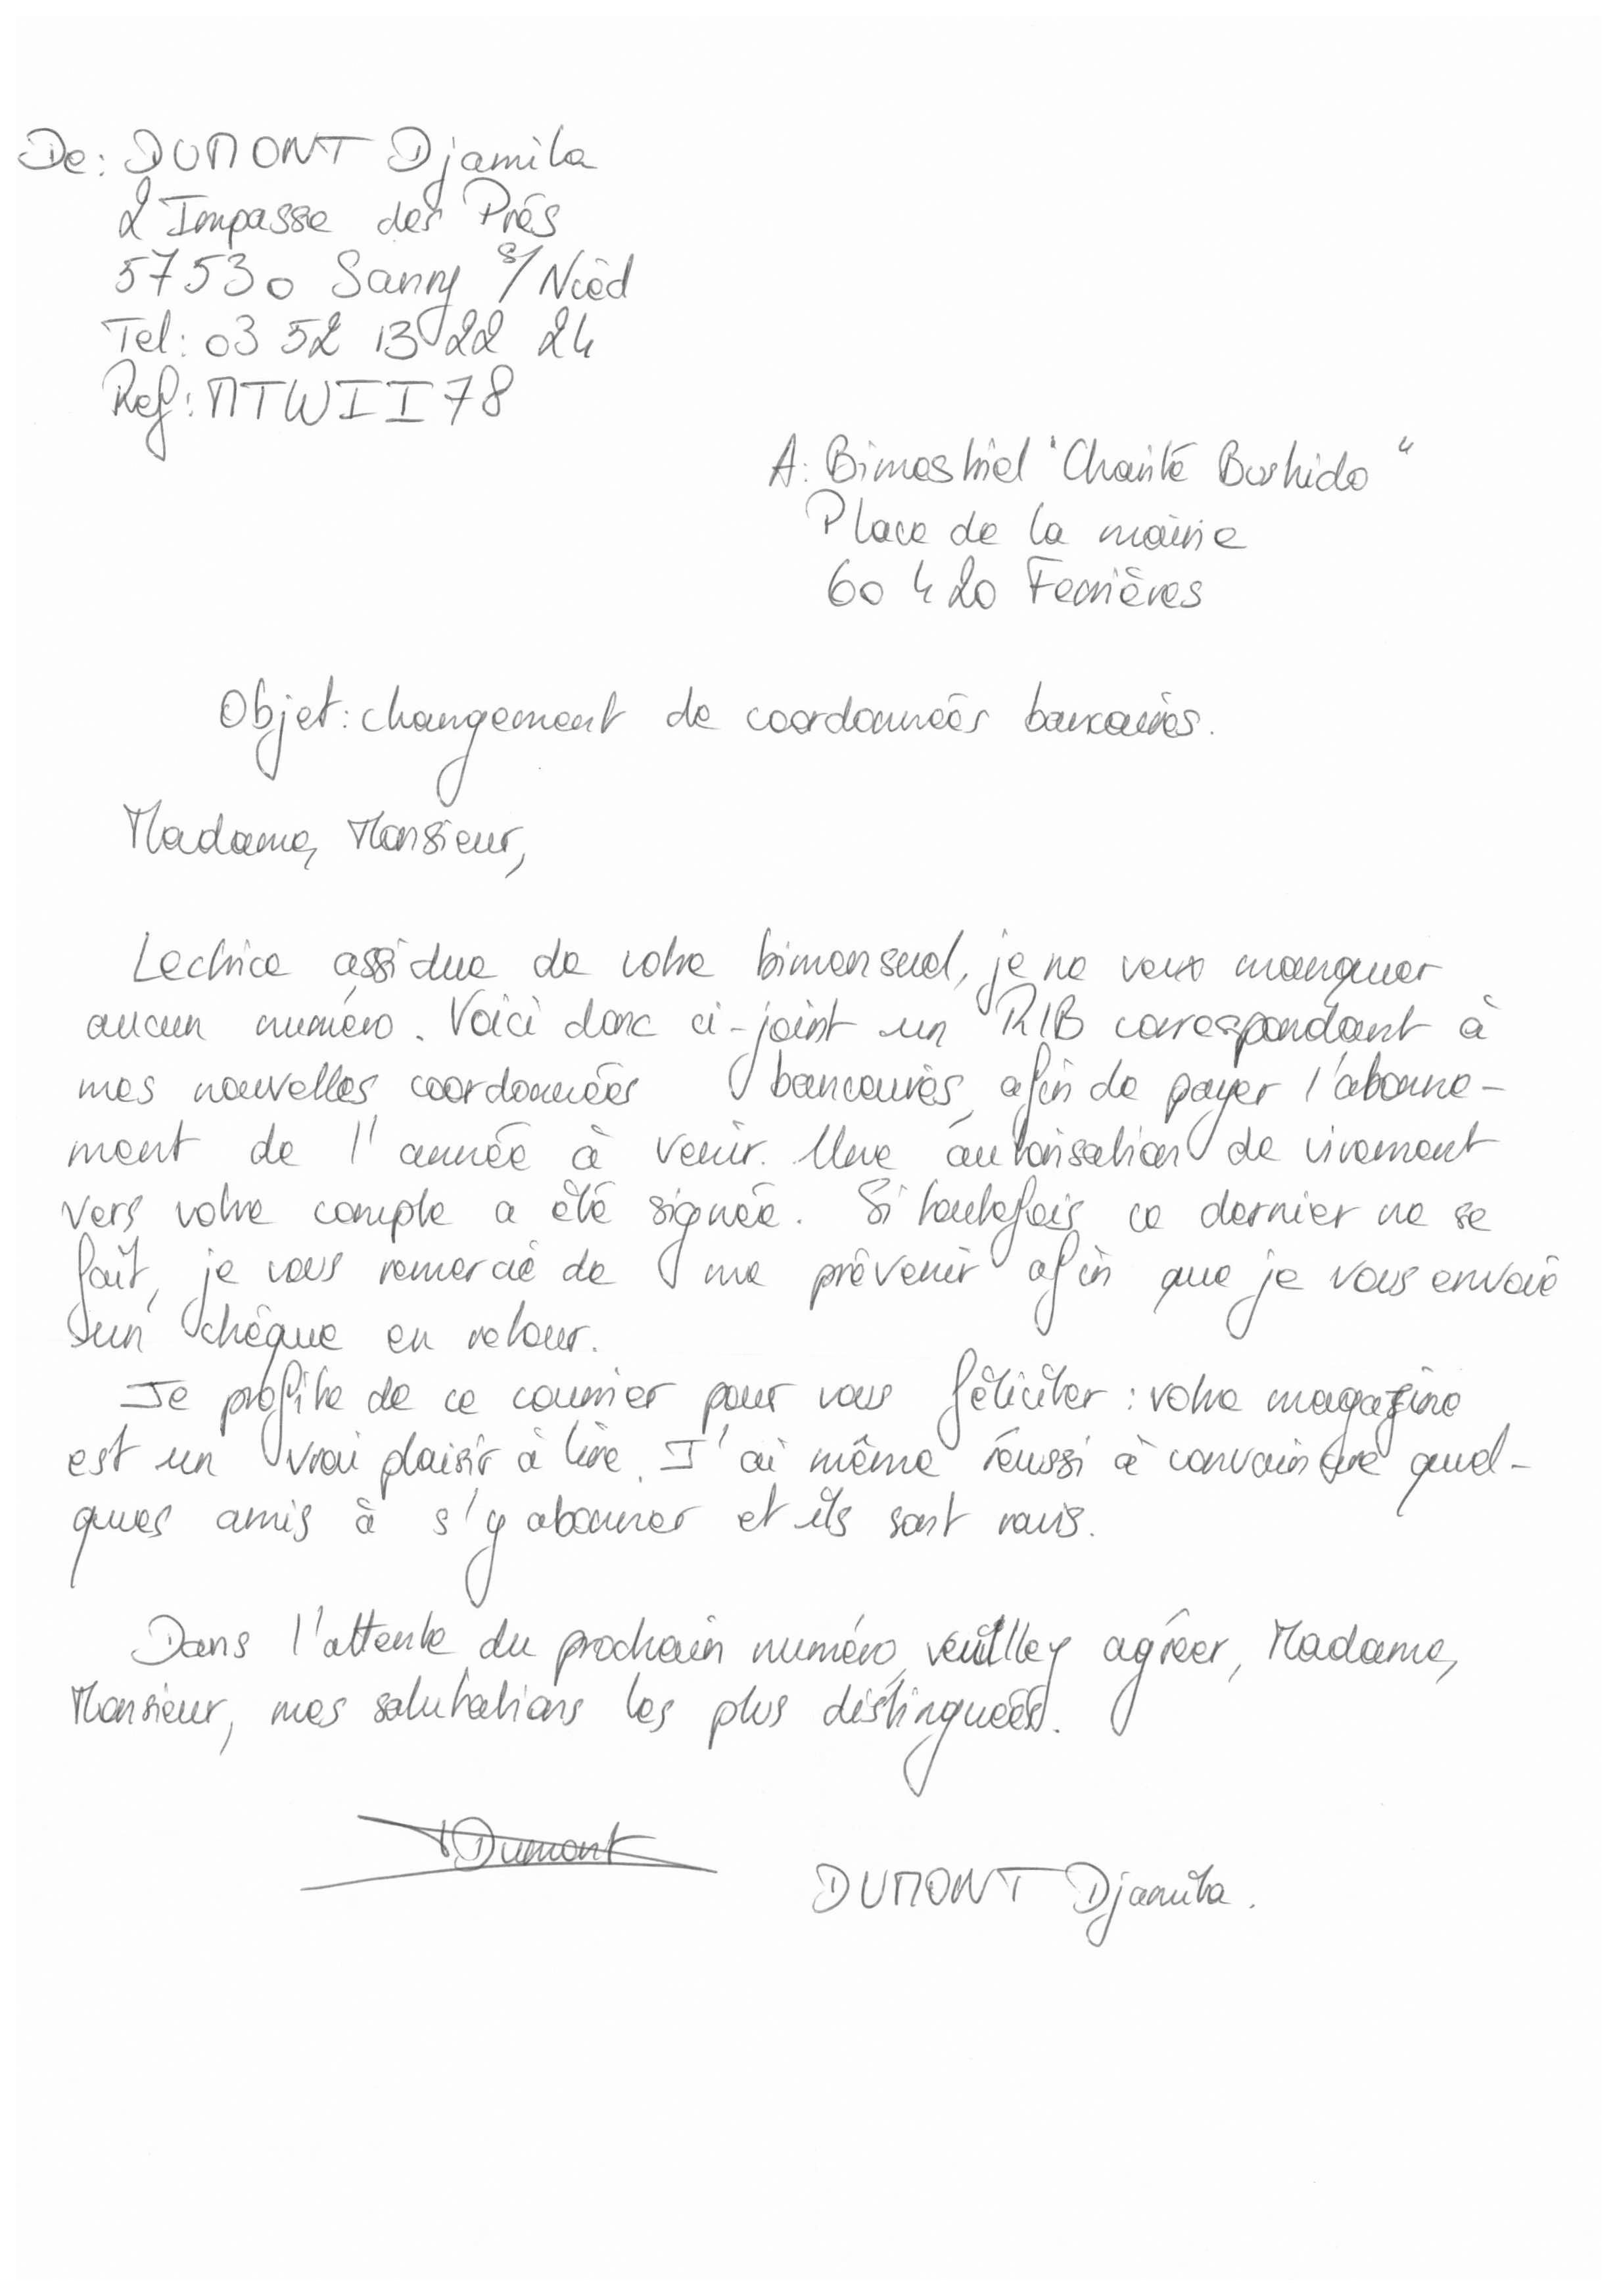 De: DUMONT Djamila
2 Impasse des Prés
57530 Sanry s/Nied
Tel: 03 52 13 22 24
Ref: MTWII78
A: Bimestriel "Charité Bushido"
Place de la mairie
60 420 Ferrières
Objet: changement de coordonnées bancaires.
Madame, Monsieur,
Lectrice assidue de votre bimensuel, je ne veux manquer
aucun numéro. Voici donc ci-joint un RIB correspondant à
mes nouvelles coordonnées bancaires, afin de payer l'abonne-
ment de l'année à venir. Une autorisation de virement
vers votre compte a été signée. Si toutefois ce dernier ne se
fait, je vous remercie de me prévenir afin que je vous envoie
un chèque en retour.
Je profite de ce courrier pour vous féliciter : votre magazine
est un vrai plaisir à lire. J'ai même réussi à convaincre quel-
ques amis à s'y abonner et ils sont ravis.
Dans l'attente du prochain numéro, veuillez agréer, Madame,
Monsieur, mes salutations les plus distinguées.
Dumont
DUMONT Djamila.